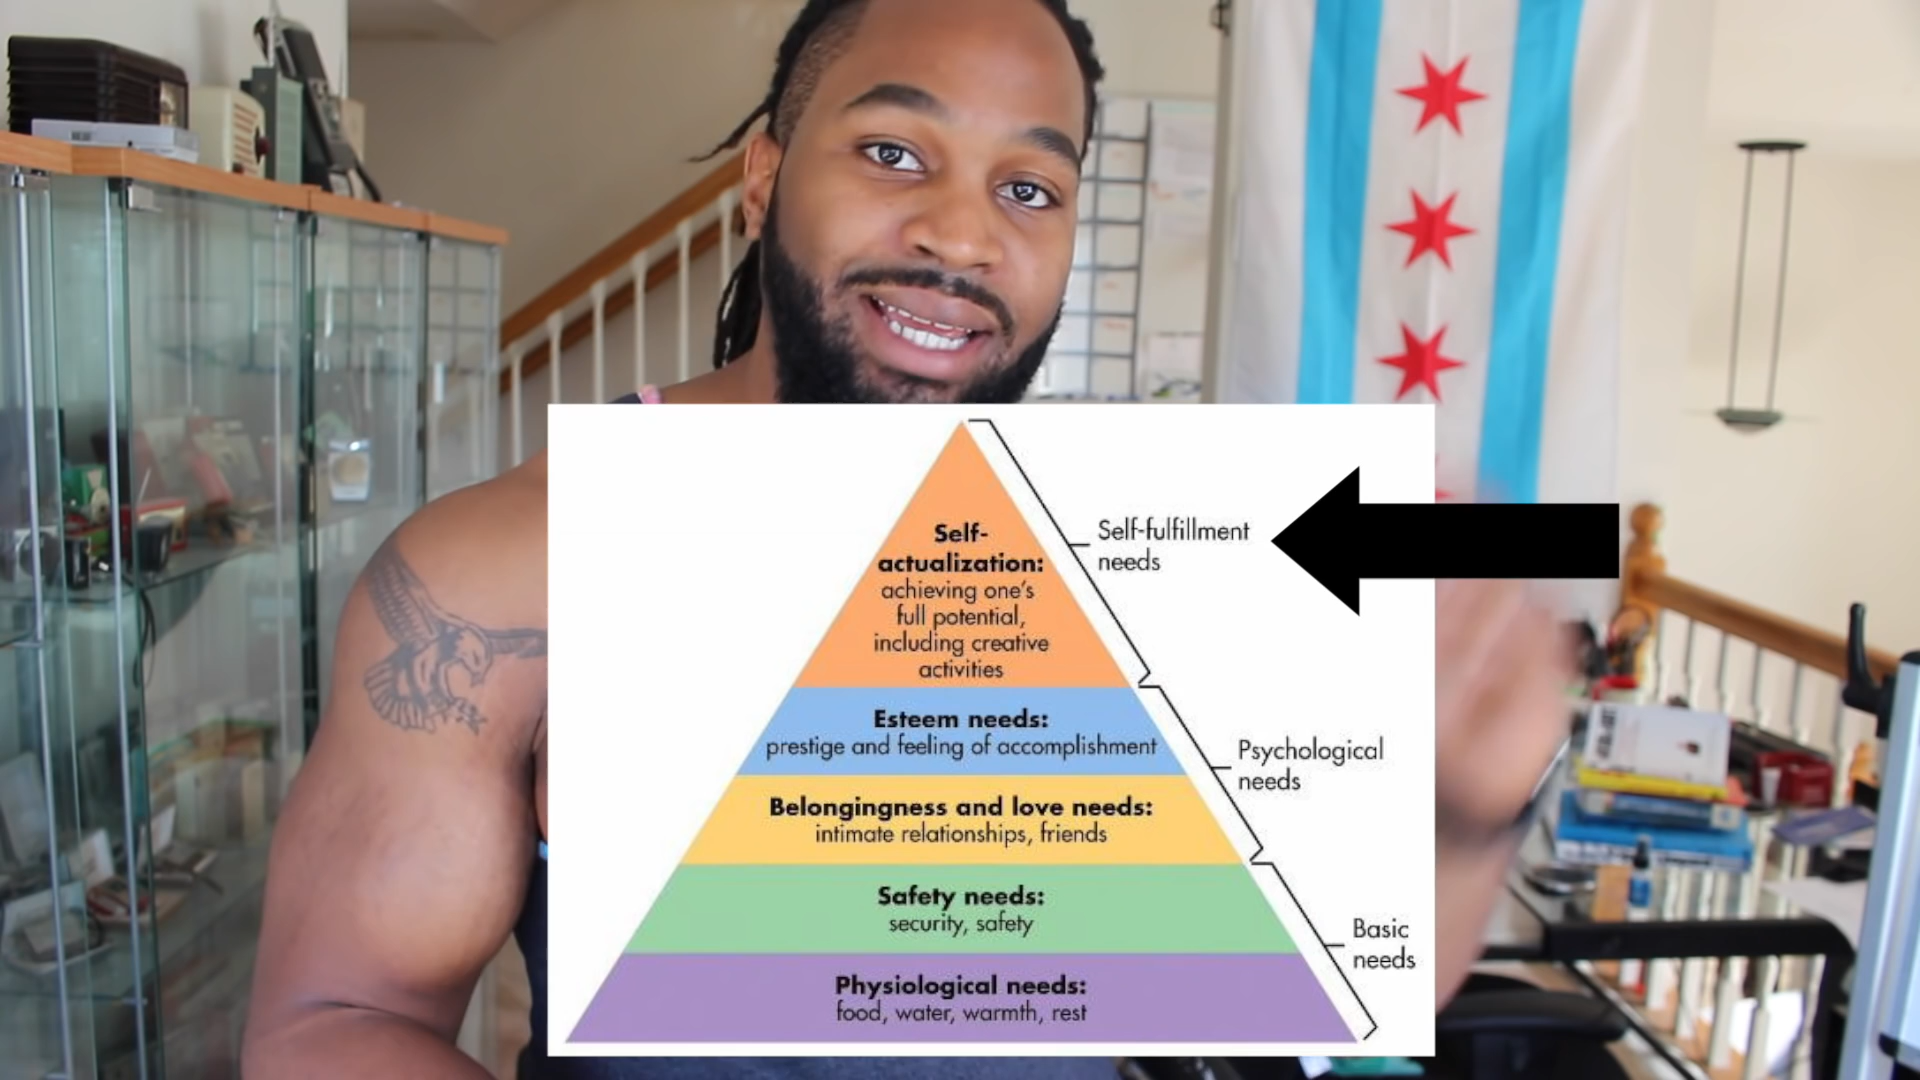 Self-
actualization:
achieving one's
full potential,
including creative
activities
Esteem needs:
prestige and feeling of accomplishment
Belongingness and love needs:
intimate relationships, friends
Safety needs:
security, safety
Physiological needs:
food, water, warmth, rest
Self-fulfillment
needs
Psychological
needs
Basic
needs